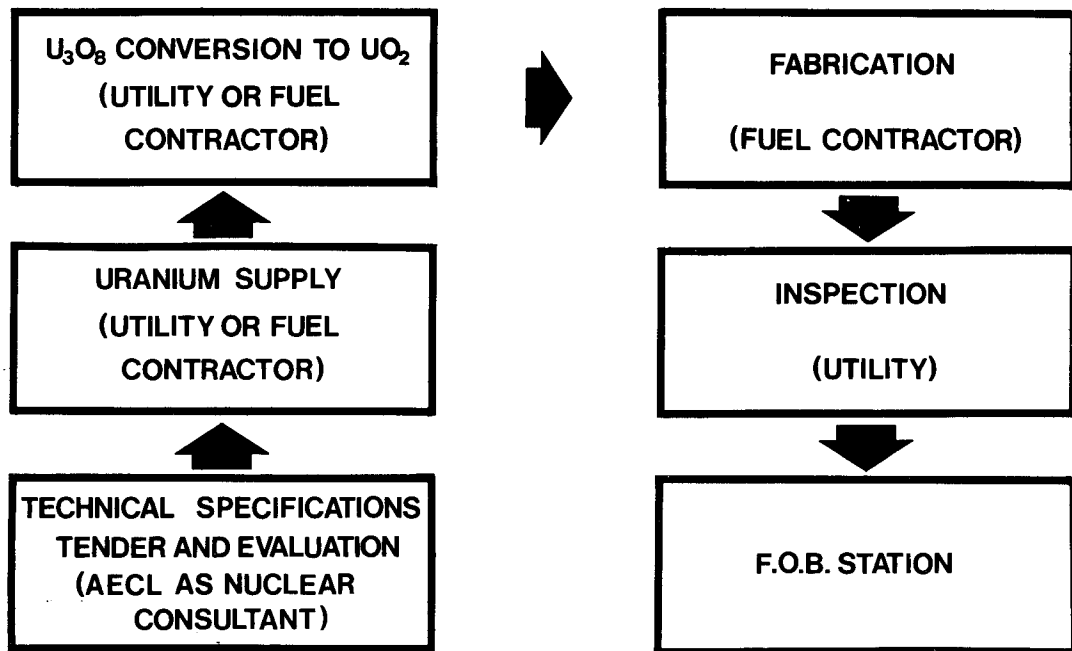 U₃O₈ CONVERSION TO UO₂
(UTILITY OR FUEL
CONTRACTOR)
URANIUM SUPPLY
(UTILITY OR FUEL
CONTRACTOR)
TECHNICAL SPECIFICATIONS
TENDER AND EVALUATION
(AECL AS NUCLEAR
CONSULTANT)
FABRICATION
(FUEL CONTRACTOR)
INSPECTION
(UTILITY)
F.O.B. STATION